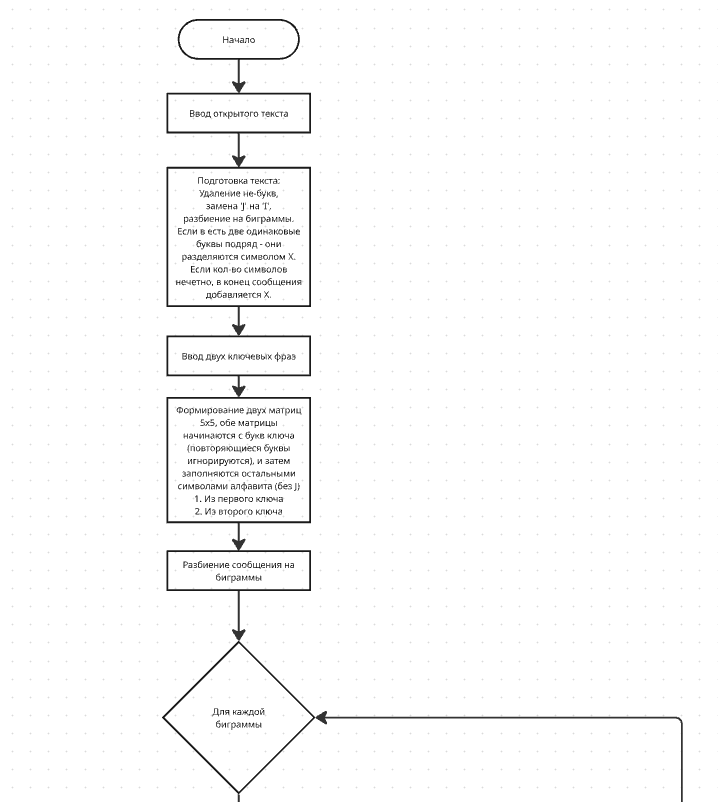 Начало
Ввод открытого текста
Подготовка текста:
Удаление не-букв,
замена 'J' на 'I',
разбиение на биграммы.
Если в есть две одинаковые
буквы подряд - они
разделяются символом X.
Если кол-во символов
нечетно, в конец сообщения
добавляется X.
Ввод двух ключевых фраз
Формирование двух матриц
5x5, обе матрицы
начинаются с букв ключа
(повторяющиеся буквы
игнорируются), и затем
заполняются остальными
символами алфавита (без J)
1. Из первого ключа
2. Из второго ключа
Разбиение сообщения на
биграммы
Для каждой
биграммы